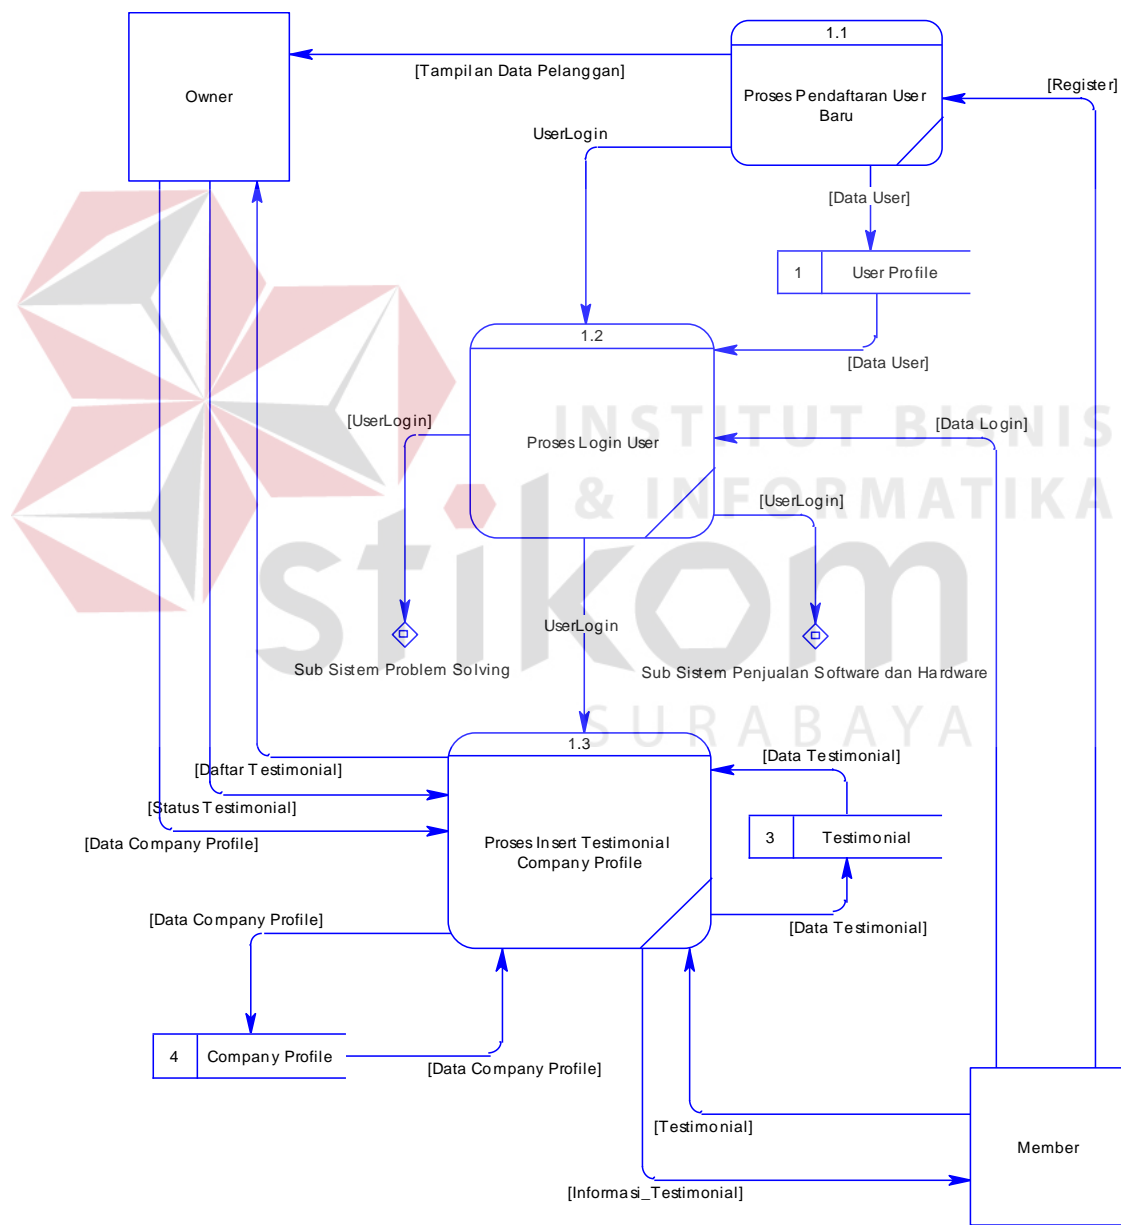 1.1
[Tampilan Data Pelanggan]
[Register]
Owner
Proses Pendaftaran User
Baru
UserLogin
[Data User]
1
User Profile
1.2
[Data User]
INSTITUT BISNIS
[UserLogin]
[Data Login]
Proses Login User
& INFORMATIKA
[UserLogin]
stikom
UserLogin
Sub Sistem Problem Solving
Sub Sistem Penjualan Software dan Hardware
SURABAYA
1.3
[Data Testimonial]
[Daftar Testimonial]
[Status Testimonial]
[Data Company Profile]
Proses Insert Testimonial
Company Profile
3
Testimonial
[Data Company Profile]
[Data Testimonial]
4
Company Profile
[Data Company Profile]
[Testimonial]
Member
[Informasi_Testimonial]